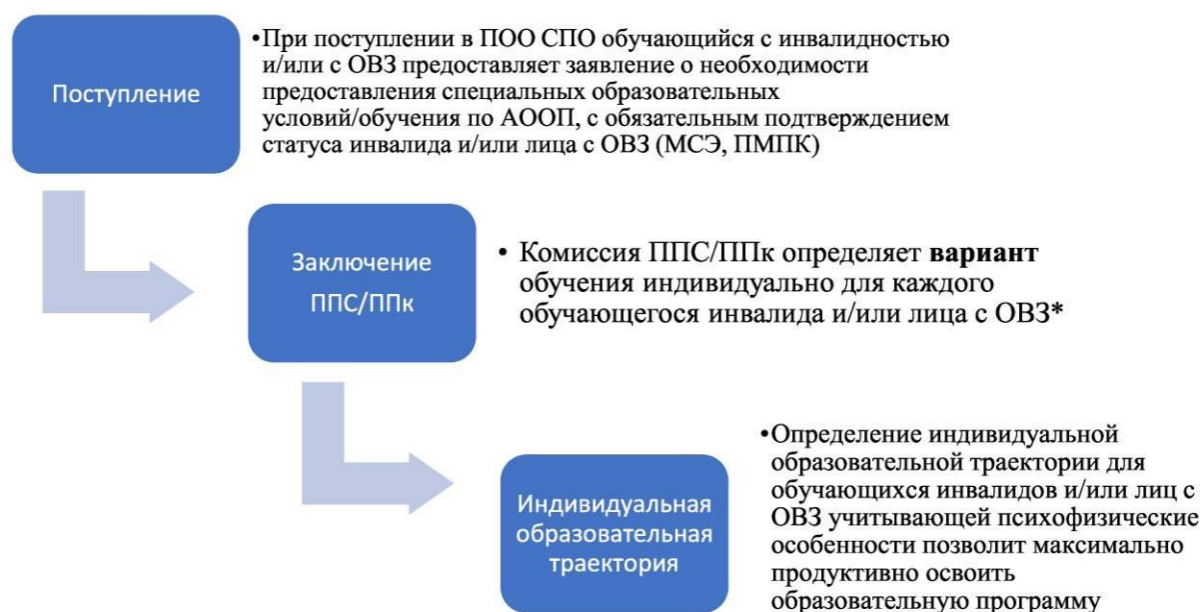 Поступление
•При поступлении в ПОО СПО обучающийся с инвалидностью
и/или с ОВЗ предоставляет заявление о необходимости
предоставления специальных образовательных
условий/обучения по АООП, с обязательным подтверждением
статуса инвалида и/или лица с ОВЗ (МСЭ, ПМПК)
Заключение
ППС/ППк
• Комиссия ППС/ППк определяет вариант
обучения индивидуально для каждого
обучающегося инвалида и/или лица с ОВЗ*
Индивидуальная
образовательная
траектория
•Определение индивидуальной
образовательной траектории для
обучающихся инвалидов и/или лиц с
ОВЗ учитывающей психофизические
особенности позволит максимально
продуктивно освоить
образовательную программу